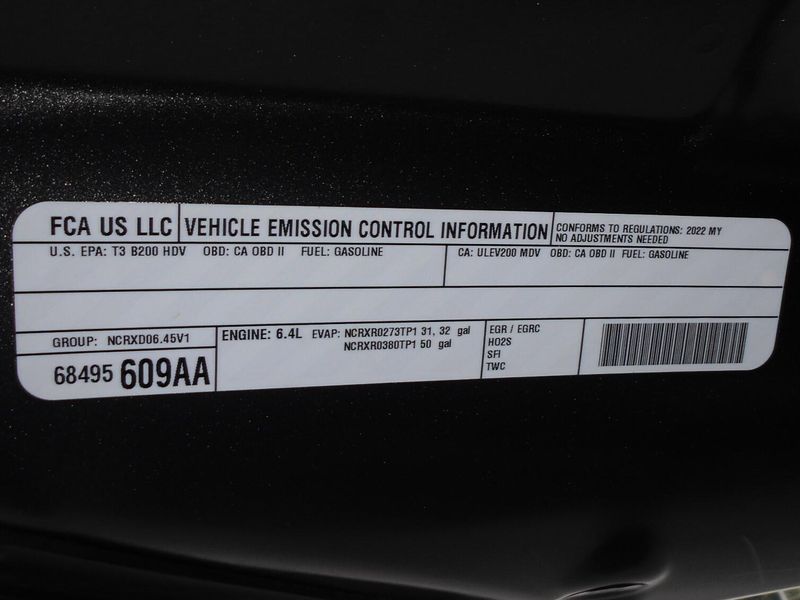 FCA US LLC
VEHICLE EMISSION CONTROL INFORMATION
CONFORMS TO REGULATIONS: 2022 MY
NO ADJUSTMENTS NEEDED
U.S. EPA: T3 B200 HDV OBD: CA OBD II FUEL: GASOLINE
CA: ULEV200 MDV OBD: CA OBD II FUEL: GASOLINE
GROUP: NCRXD06.45V1
68495 609AA
ENGINE: 6.4L EVAP: NCRXR0273TP1 31, 32 gal
NCRXR0380TP1 50 gal
EGR / EGRC
HO2S
SFI
TWC